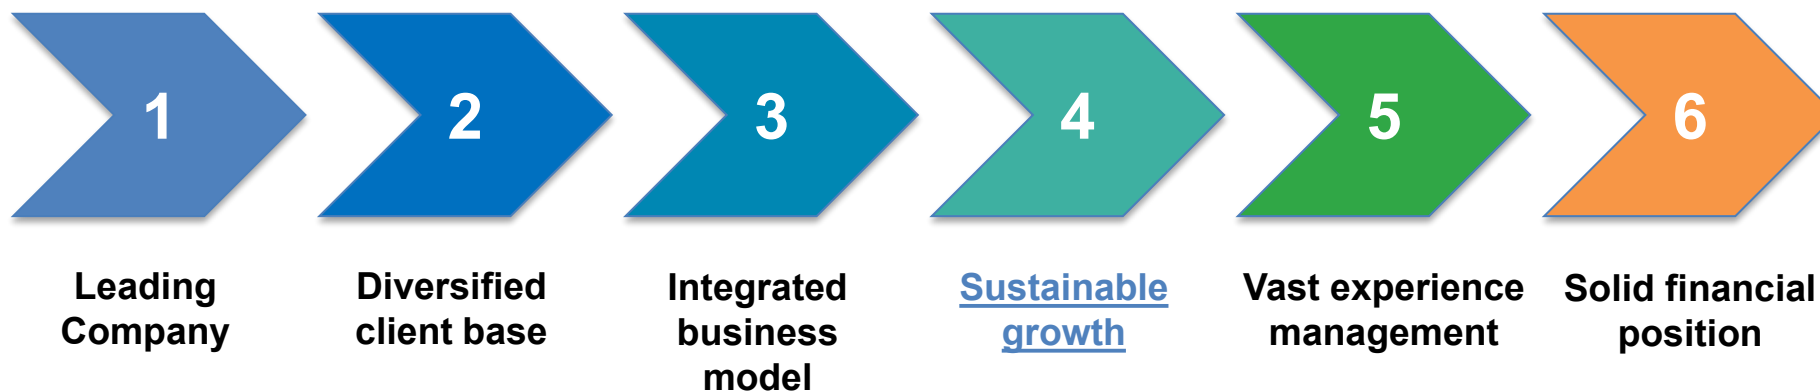 1
2
3
4
5
6
Leading
Company
Diversified
client base
Integrated
business
model
Sustainable
growth
Vast experience
management
Solid financial
position